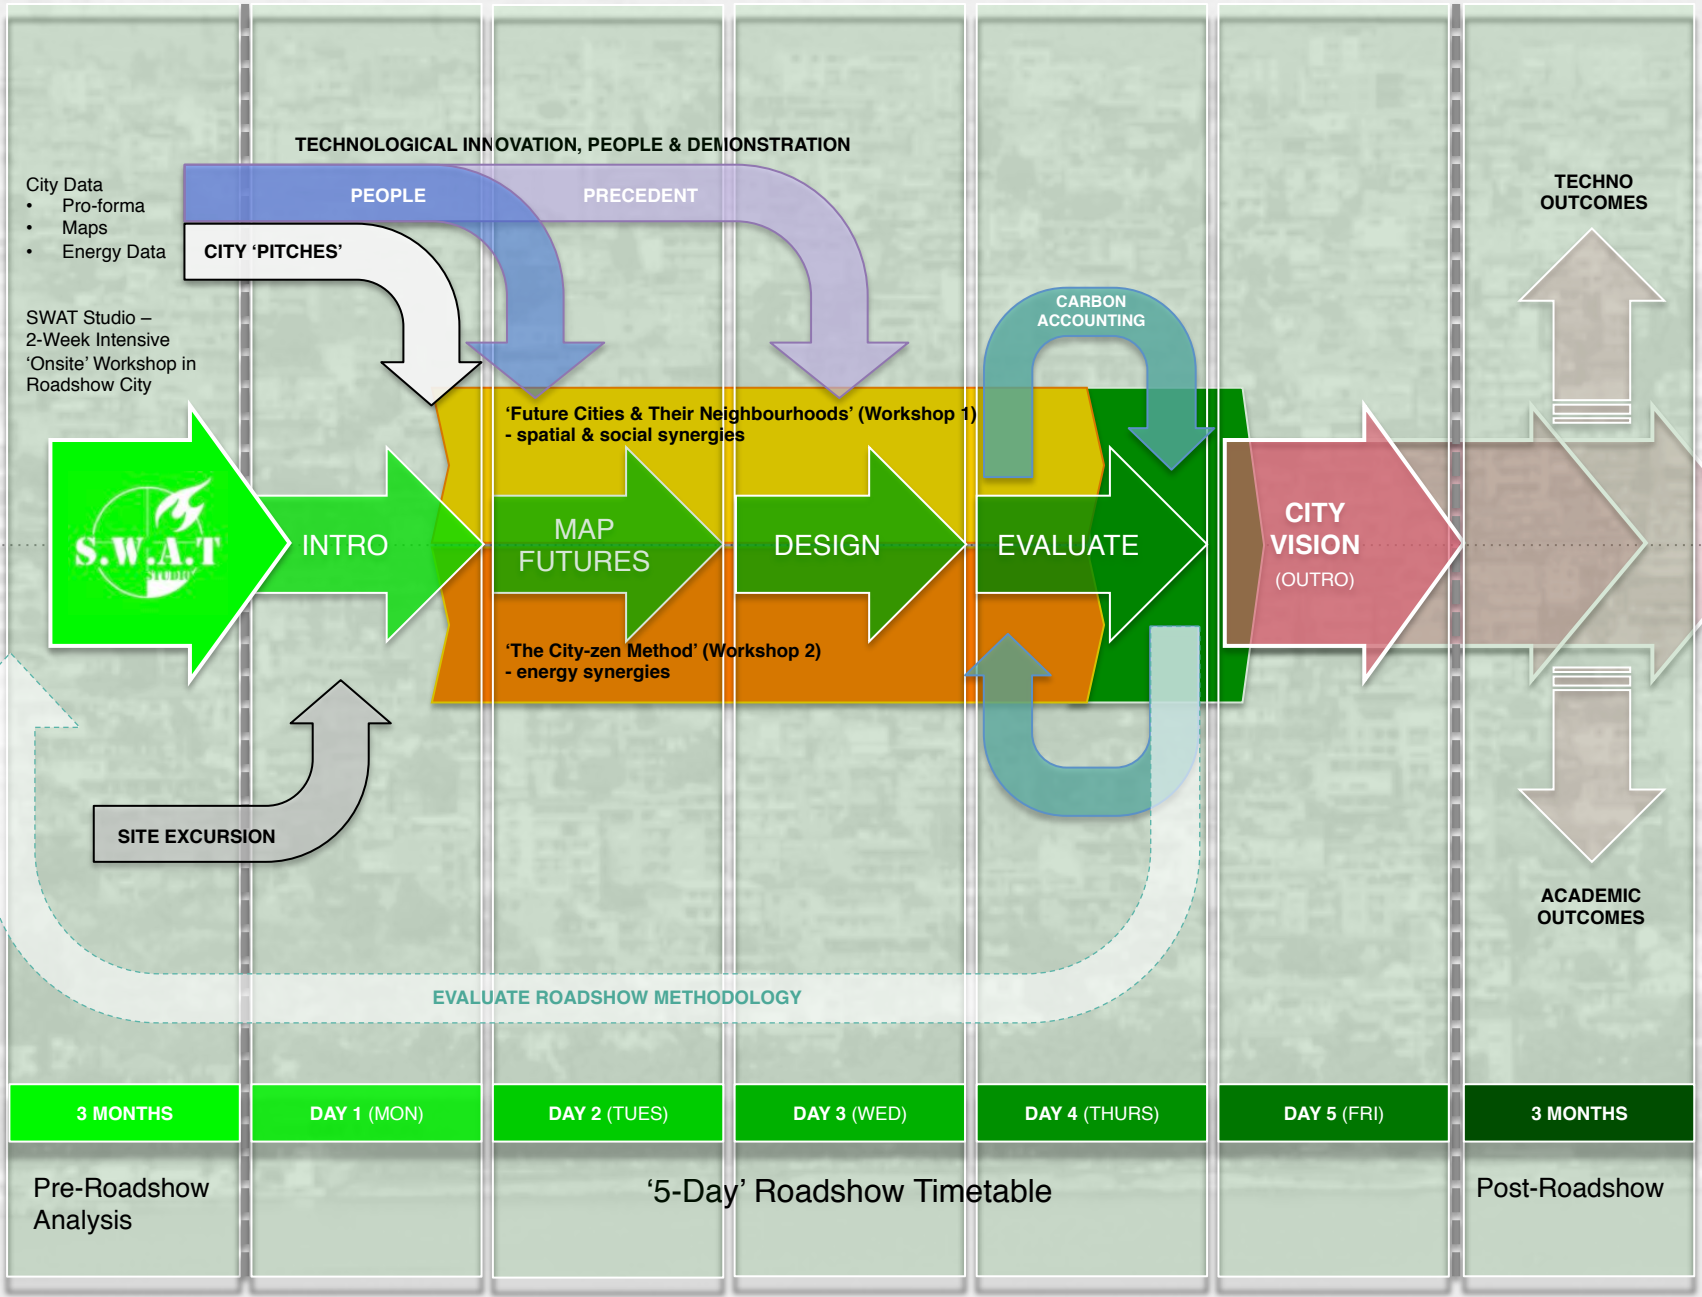 TECHNOLOGICAL INNOVATION, PEOPLE & DEMONSTRATION
City Data
• Pro-forma
• Maps
• Energy Data
PEOPLE
PRECEDENT
CITY ‘PITCHES’
SWAT Studio –
2-Week Intensive
‘Onsite’ Workshop in
Roadshow City
CARBON
ACCOUNTING
TECHNO
OUTCOMES
‘Future Cities & Their Neighbourhoods’ (Workshop 1)
- spatial & social synergies
S.W.A.T
STUDIO
INTRO
MAP
FUTURES
DESIGN
EVALUATE
CITY
VISION
(OUTRO)
‘The City-zen Method’ (Workshop 2)
- energy synergies
SITE EXCURSION
ACADEMIC
OUTCOMES
EVALUATE ROADSHOW METHODOLOGY
3 MONTHS
DAY 1 (MON)
DAY 2 (TUES)
DAY 3 (WED)
DAY 4 (THURS)
DAY 5 (FRI)
3 MONTHS
Pre-Roadshow
Analysis
‘5-Day’ Roadshow Timetable
Post-Roadshow